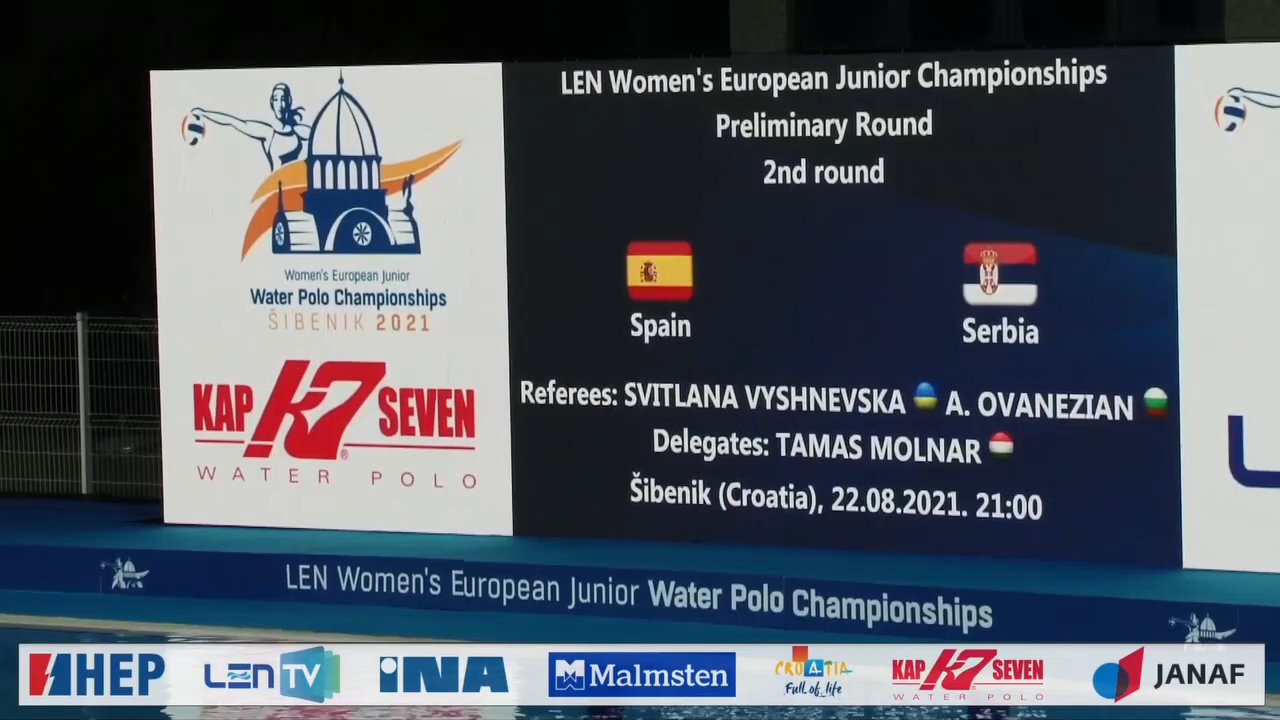 Women's European Junior
Water Polo Championships
ŠIBENIK 2021
KAP K7 SEVEN
®
WATER POLO
LEN Women's European Junior Championships
Preliminary Round
2nd round
Spain
Serbia
Referees: SVITLANA VYSHNEVSKA A. OVANEZIAN
Delegates: TAMAS MOLNAR
Šibenik (Croatia), 22.08.2021. 21:00
LEN Women's European Junior Water Polo Championships
HEP
LEN TV
INA
Malmsten
CROATIA
Full of life
KAP K7 SEVEN
WATER POLO
JANAF